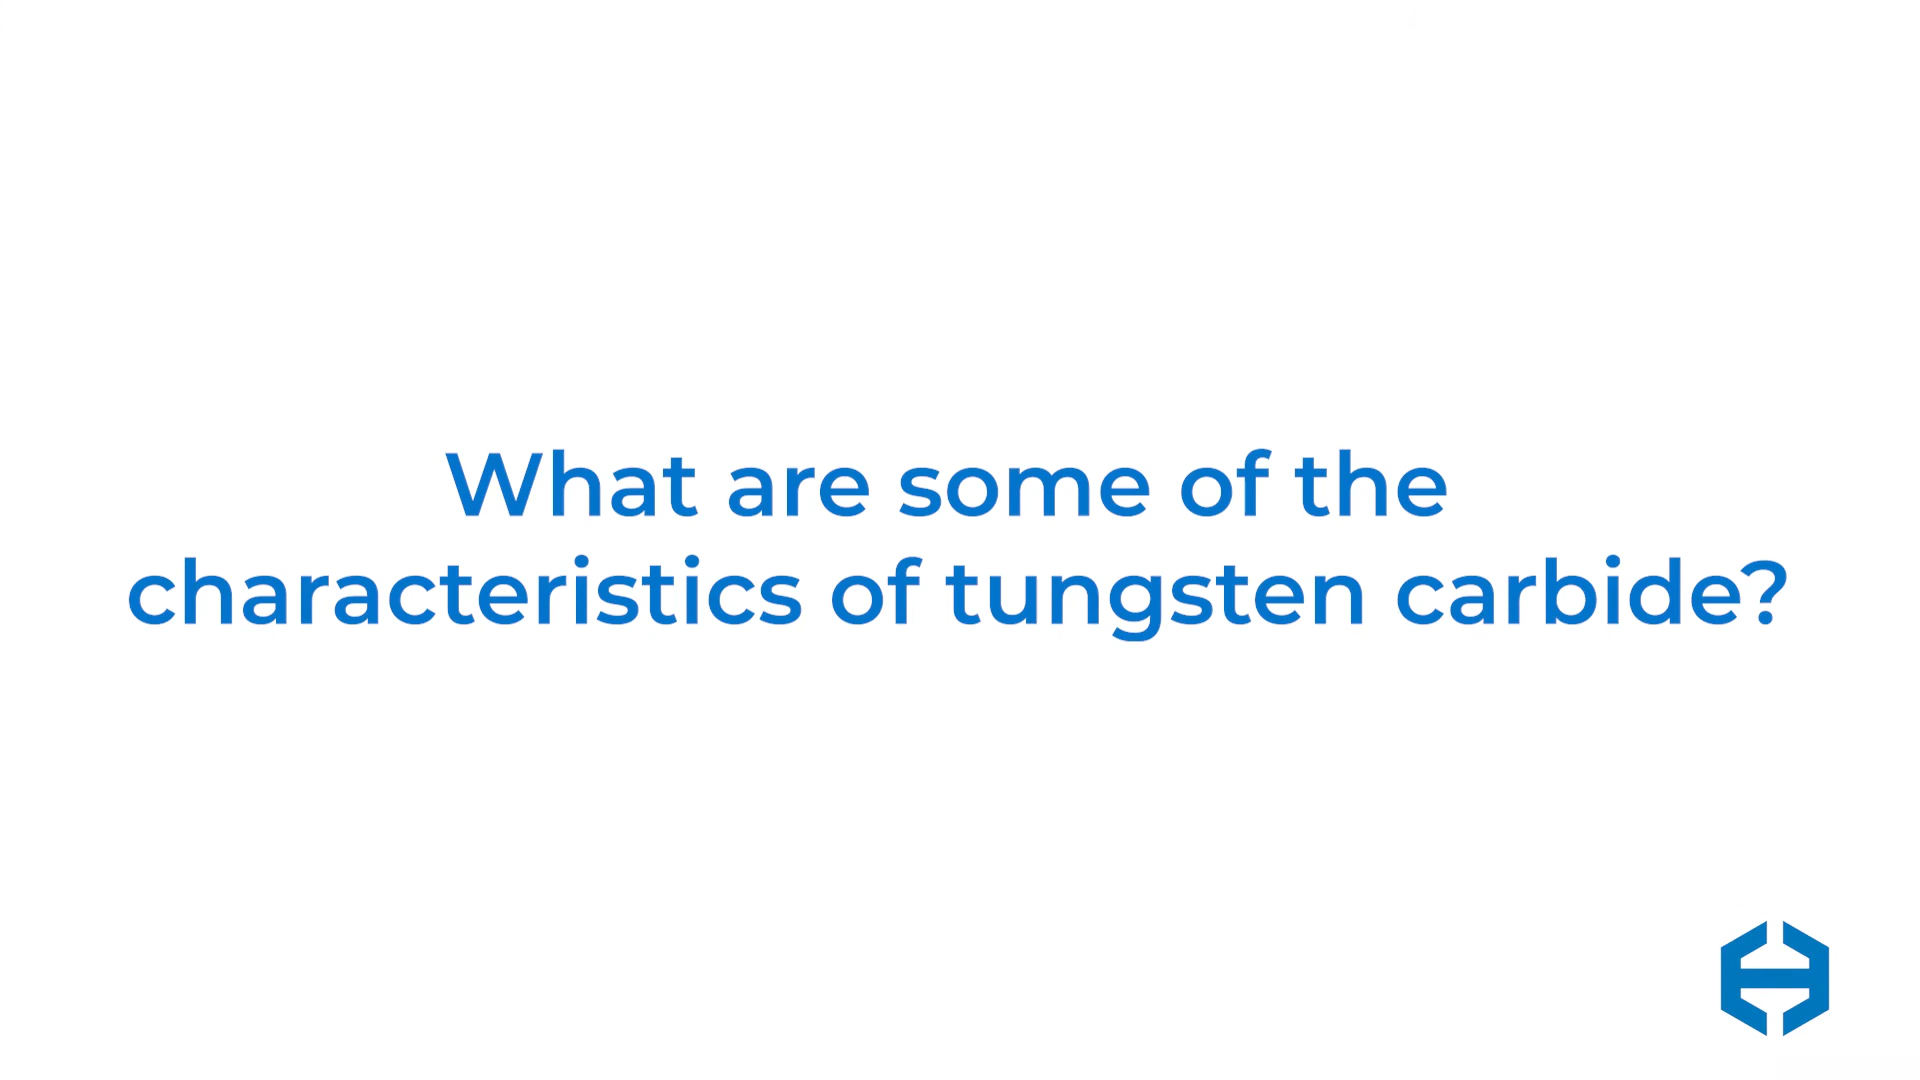 What are some of the
characteristics of tungsten carbide?